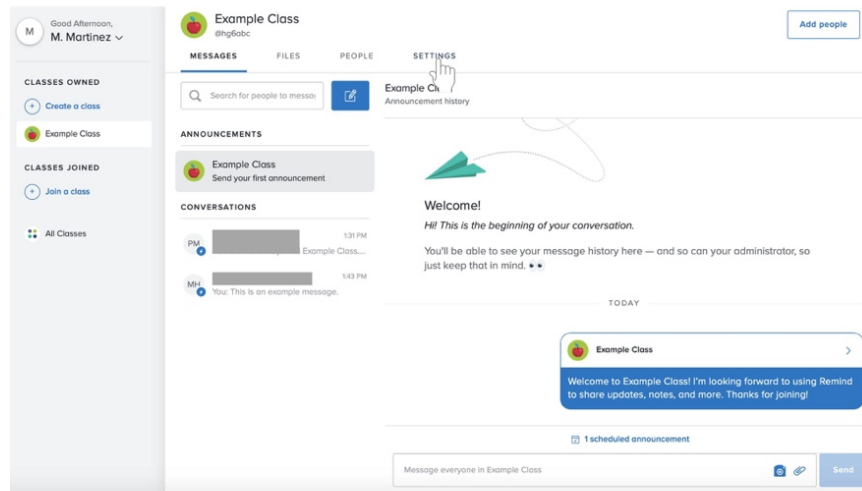 Good Afternoon,
M. Martinez
M
CLASSES OWNED
Create a class
Example Class
CLASSES JOINED
Join a class
All Classes
Example Class
@hg6abc
Add people
MESSAGES FILES PEOPLE SETTINGS
Search for people to messa
ANNOUNCEMENTS
Example Class
Send your first announcement
CONVERSATIONS
PM
1:31 PM
Example Class....
MH
1:43 PM
You: This is an example message.
Example Cl
Announcement history
Welcome!
Hi! This is the beginning of your conversation.
You'll be able to see your message history here — and so can your administrator, so
just keep that in mind. 👀
TODAY
Example Class
Welcome to Example Class! I'm looking forward to using Remind
to share updates, notes, and more. Thanks for joining!
1 scheduled announcement
Message everyone in Example Class
Send